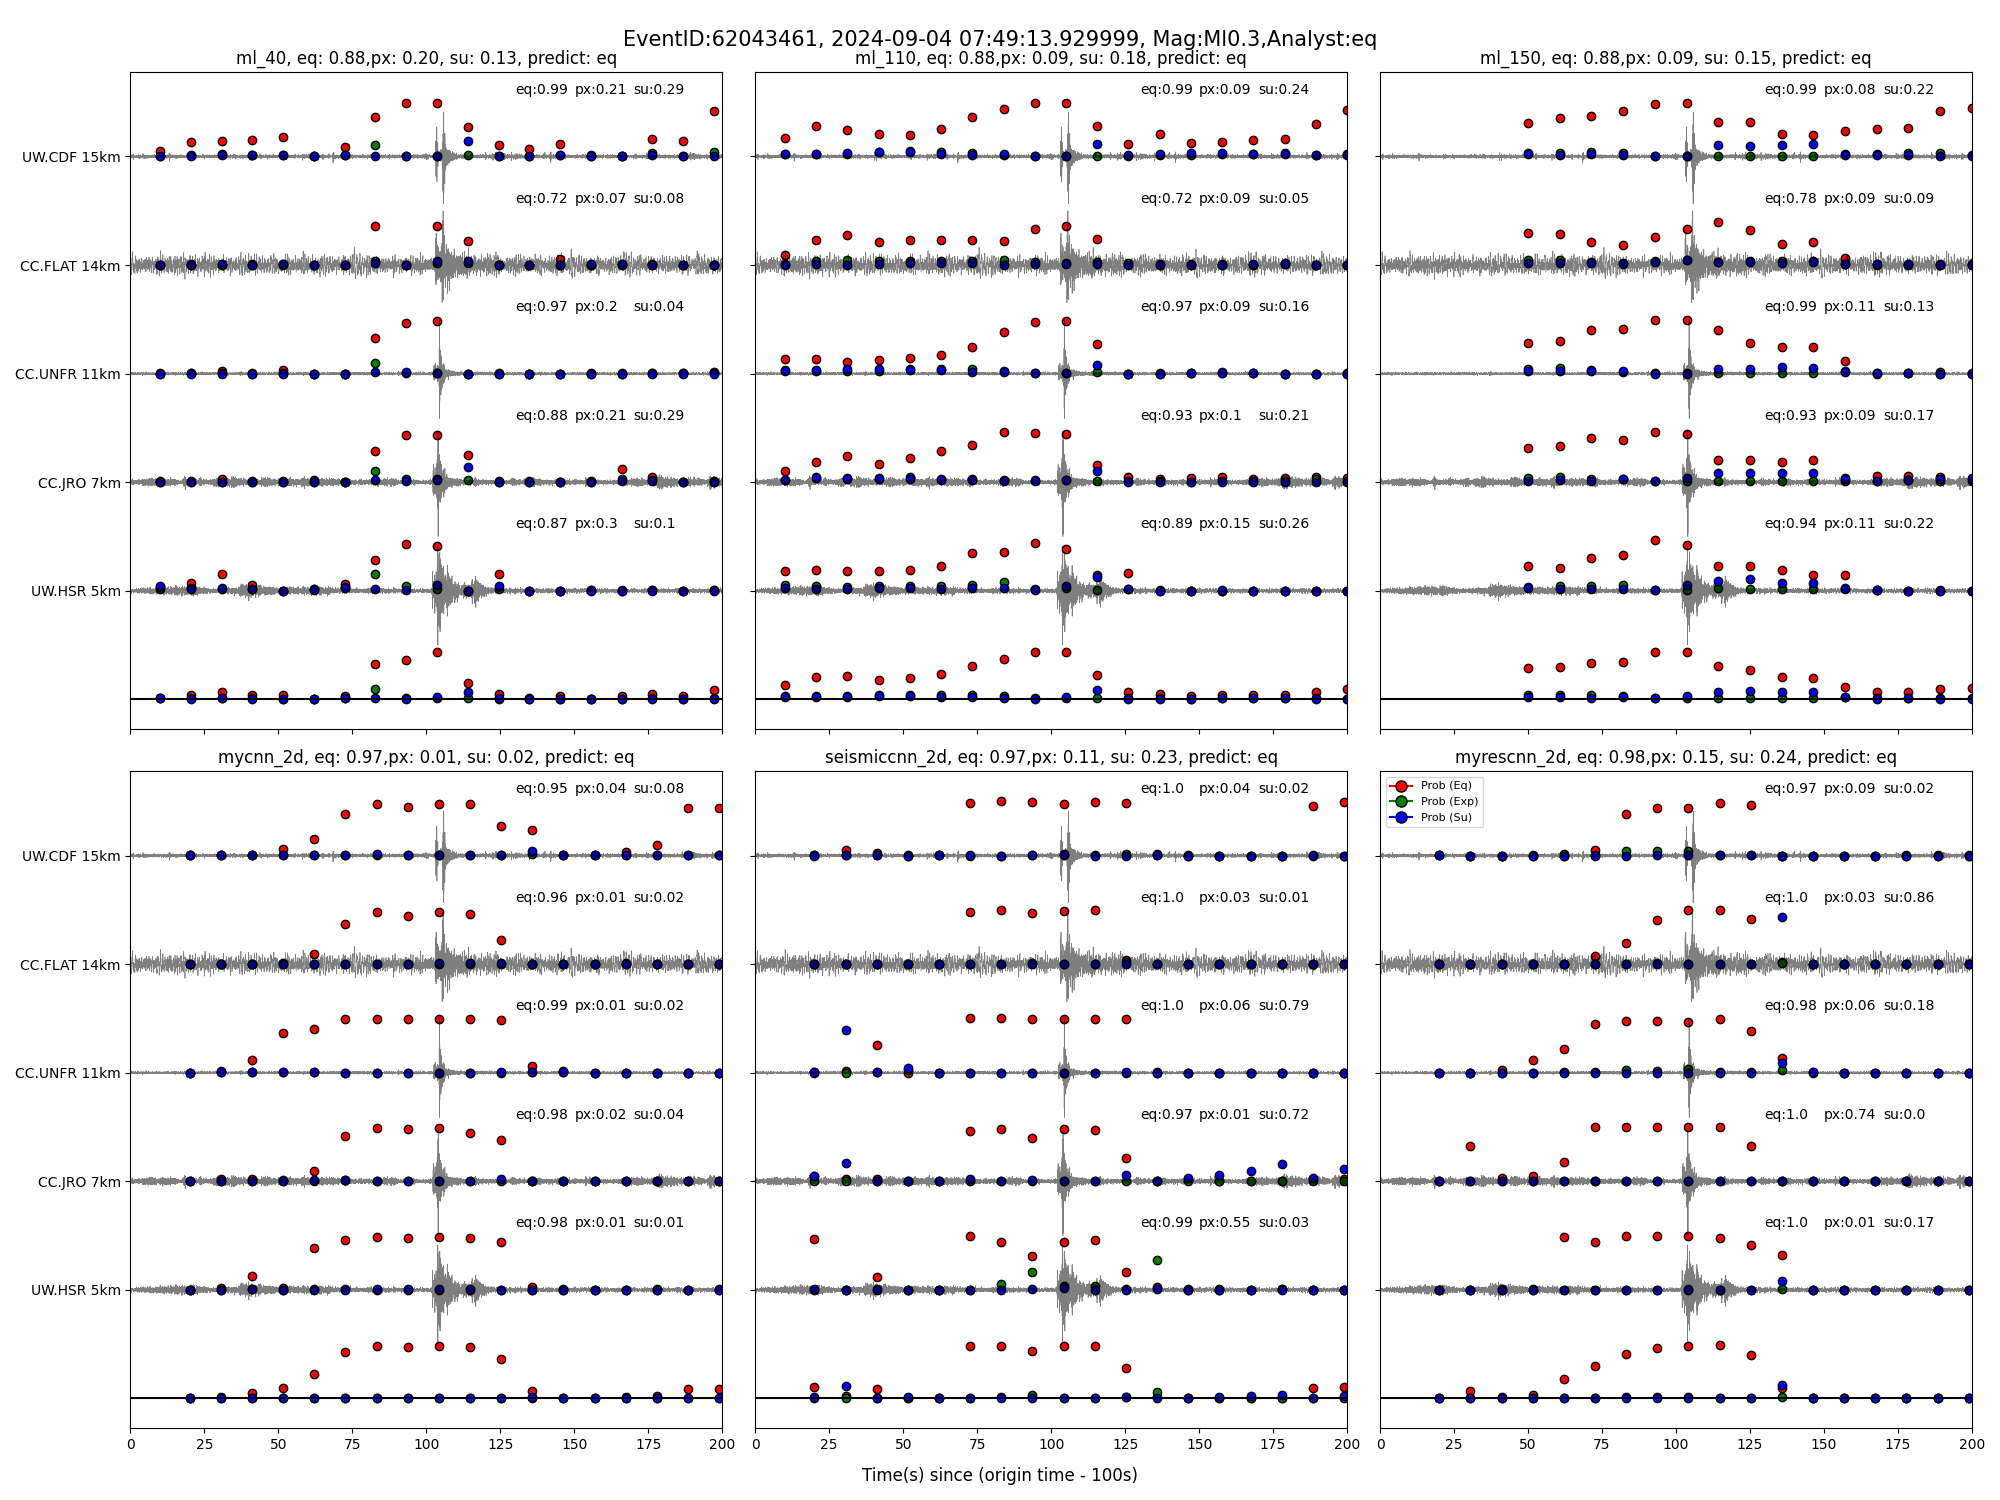 EventID:62043461, 2024-09-04 07:49:13.929999, Mag:Ml0.3,Analyst:eq
ml_40, eq: 0.88,px: 0.20, su: 0.13, predict: eq
eq:0.99 px:0.21 su:0.29
UW.CDF 15km
eq:0.72 px:0.07 su:0.08
CC.FLAT 14km
eq:0.97 px:0.2 su:0.04
CC.UNFR 11km
eq:0.88 px:0.21 su:0.29
CC.JRO 7km
eq:0.87 px:0.3 su:0.1
UW.HSR 5km
ml_110, eq: 0.88,px: 0.09, su: 0.18, predict: eq
eq:0.99 px:0.09 su:0.24
eq:0.72 px:0.09 su:0.05
eq:0.97 px:0.09 su:0.16
eq:0.93 px:0.1 su:0.21
eq:0.89 px:0.15 su:0.26
ml_150, eq: 0.88,px: 0.09, su: 0.15, predict: eq
eq:0.99 px:0.08 su:0.22
eq:0.78 px:0.09 su:0.09
eq:0.99 px:0.11 su:0.13
eq:0.93 px:0.09 su:0.17
eq:0.94 px:0.11 su:0.22
mycnn_2d, eq: 0.97,px: 0.01, su: 0.02, predict: eq
eq:0.95 px:0.04 su:0.08
UW.CDF 15km
eq:0.96 px:0.01 su:0.02
CC.FLAT 14km
eq:0.99 px:0.01 su:0.02
CC.UNFR 11km
eq:0.98 px:0.02 su:0.04
CC.JRO 7km
eq:0.98 px:0.01 su:0.01
UW.HSR 5km
0 25 50 75 100 125 150 175 200
seismiccnn_2d, eq: 0.97,px: 0.11, su: 0.23, predict: eq
eq:1.0 px:0.04 su:0.02
eq:1.0 px:0.03 su:0.01
eq:1.0 px:0.06 su:0.79
eq:0.97 px:0.01 su:0.72
eq:0.99 px:0.55 su:0.03
0 25 50 75 100 125 150 175 200
myrescnn_2d, eq: 0.98,px: 0.15, su: 0.24, predict: eq
Prob (Eq)
Prob (Exp)
Prob (Su)
eq:0.97 px:0.09 su:0.02
eq:1.0 px:0.03 su:0.86
eq:0.98 px:0.06 su:0.18
eq:1.0 px:0.74 su:0.0
eq:1.0 px:0.01 su:0.17
0 25 50 75 100 125 150 175 200
Time(s) since (origin time - 100s)